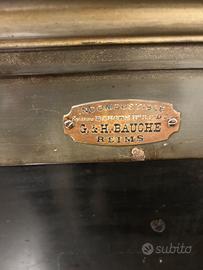 INCOMBUSTIBLE
G. & H. BAUCHE
REIMS
subito